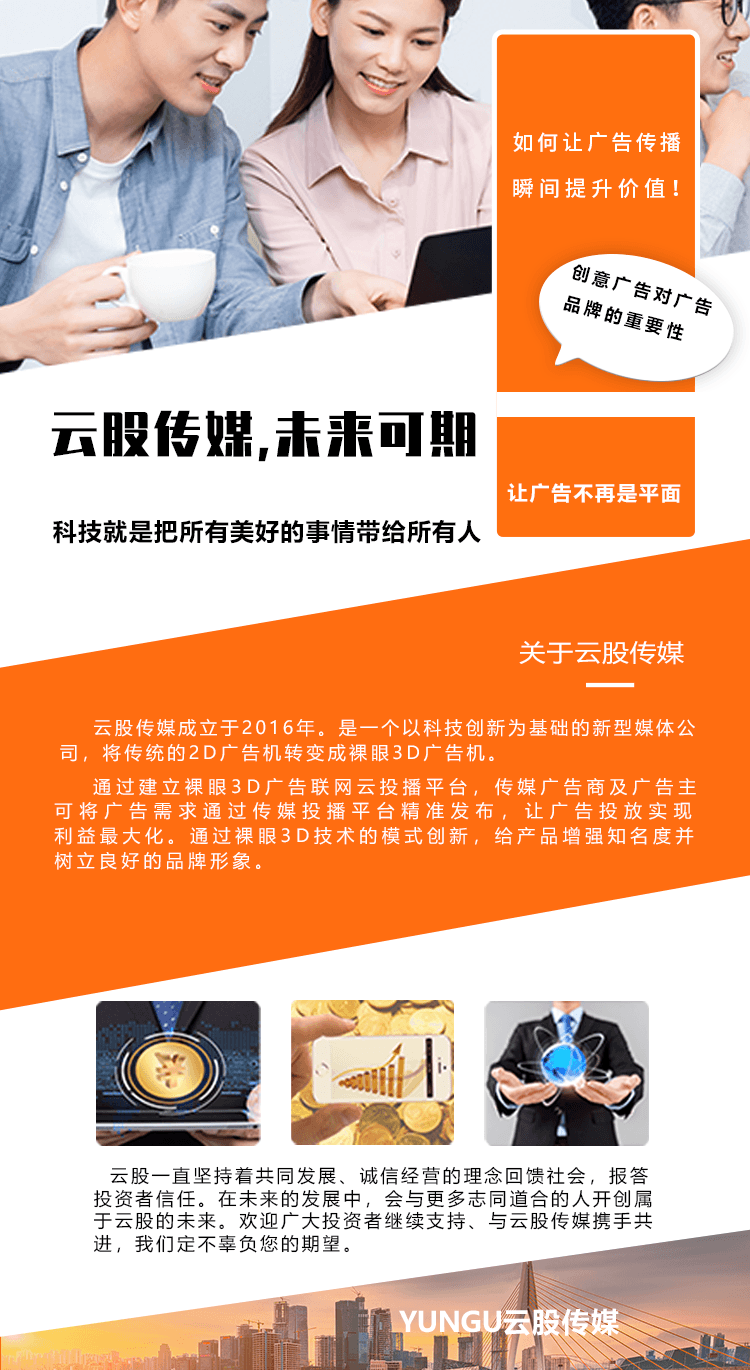 如何让广告传播
瞬间提升价值！
创意广告对广告
品牌的重要性
云股传媒,未来可期
让广告不再是平面
科技就是把所有美好的事情带给所有人
关于云股传媒
云股传媒成立于2016年。是一个以科技创新为基础的新型媒体公
司，将传统的2D广告机转变成裸眼3D广告机。
通过建立裸眼3D广告联网云投播平台，传媒广告商及广告主
可将广告需求通过传媒投播平台精准发布，让广告投放实现
利益最大化。通过裸眼3D技术的模式创新，给产品增强知名度并
树立良好的品牌形象。
云股一直坚持着共同发展、诚信经营的理念回馈社会，报答
投资者信任。在未来的发展中，会与更多志同道合的人开创属
于云股的未来。欢迎广大投资者继续支持、与云股传媒携手共
进，我们定不辜负您的期望。
YUNGU云股传媒